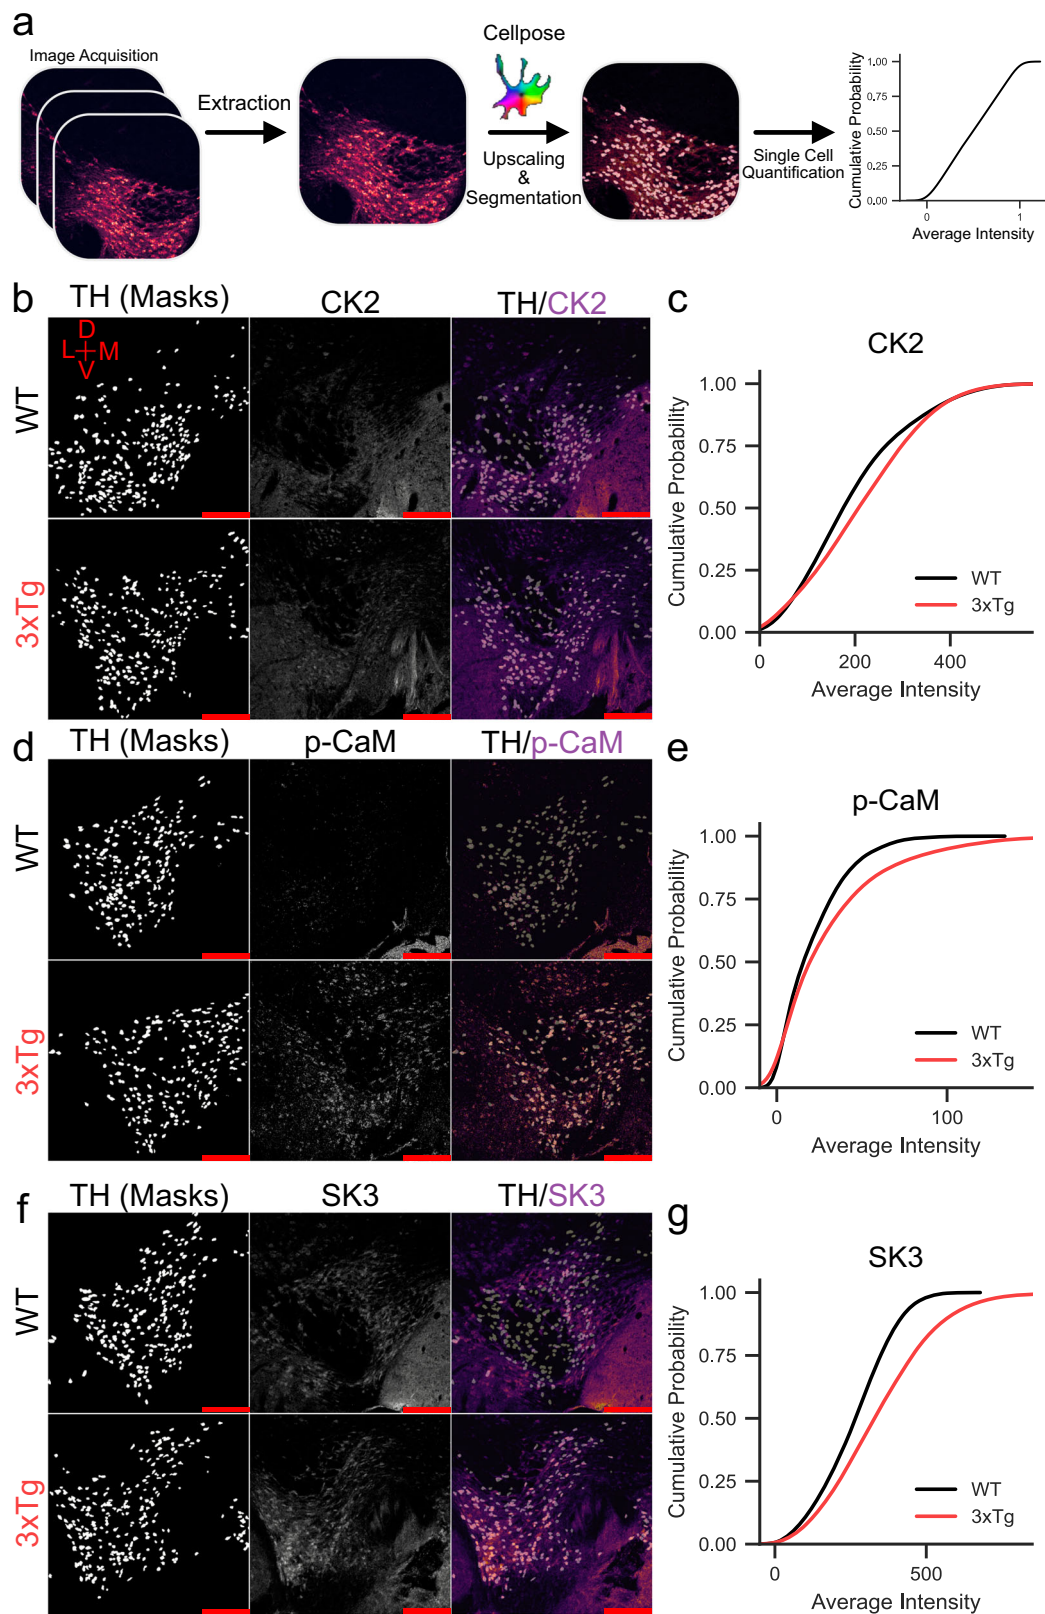 a
Image Acquisition
Extraction
Cellpose
Upscaling
&
Segmentation
Single Cell
Quantification
Cumulative Probability
1.00
0.75
0.50
0.25
0.00
0
1
Average Intensity
b
TH (Masks)
CK2
TH/CK2
D
L
M
V
WT
3xTg
c
CK2
Cumulative Probability
1.00
0.75
0.50
0.25
0.00
WT
3xTg
0
200
400
Average Intensity
d
TH (Masks)
p-CaM
TH/p-CaM
WT
3xTg
e
p-CaM
Cumulative Probability
1.00
0.75
0.50
0.25
0.00
WT
3xTg
0
100
Average Intensity
f
TH (Masks)
SK3
TH/SK3
WT
3xTg
g
SK3
Cumulative Probability
1.00
0.75
0.50
0.25
0.00
WT
3xTg
0
500
Average Intensity